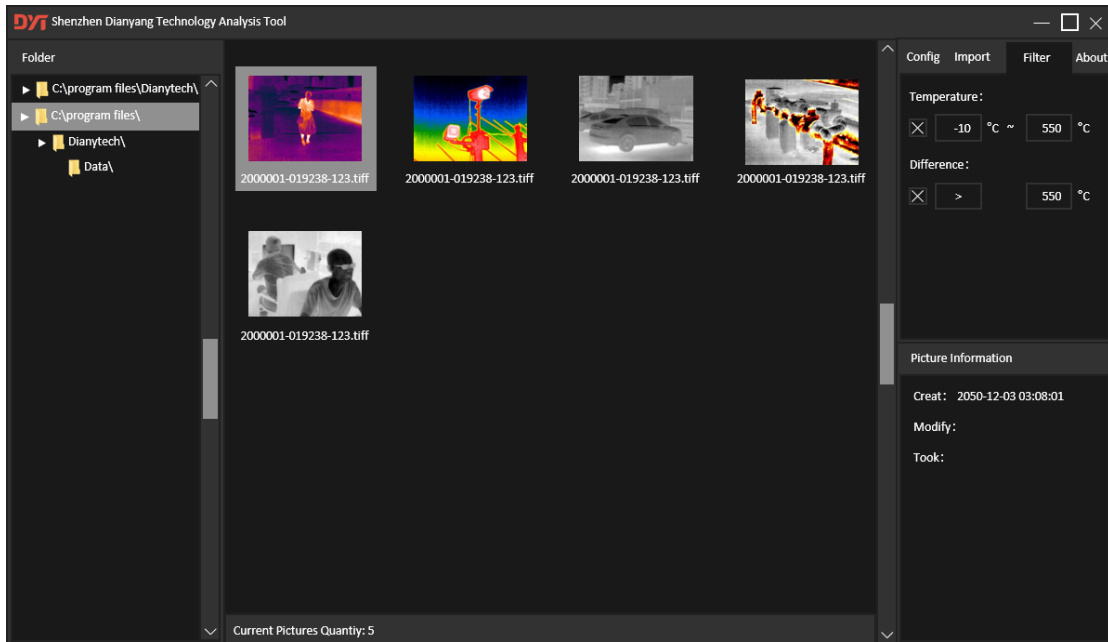 DYT Shenzhen Dianyang Technology Analysis Tool
Folder
C:\program files\Dianytech\
C:\program files\
Dianytech\
Data\
2000001-019238-123.tiff
2000001-019238-123.tiff
2000001-019238-123.tiff
2000001-019238-123.tiff
2000001-019238-123.tiff
Current Pictures Quantiy: 5
Config Import Filter About
Temperature:
-10 °C ~ 550 °C
Difference:
> 550 °C
Picture Information
Creat: 2050-12-03 03:08:01
Modify:
Took: